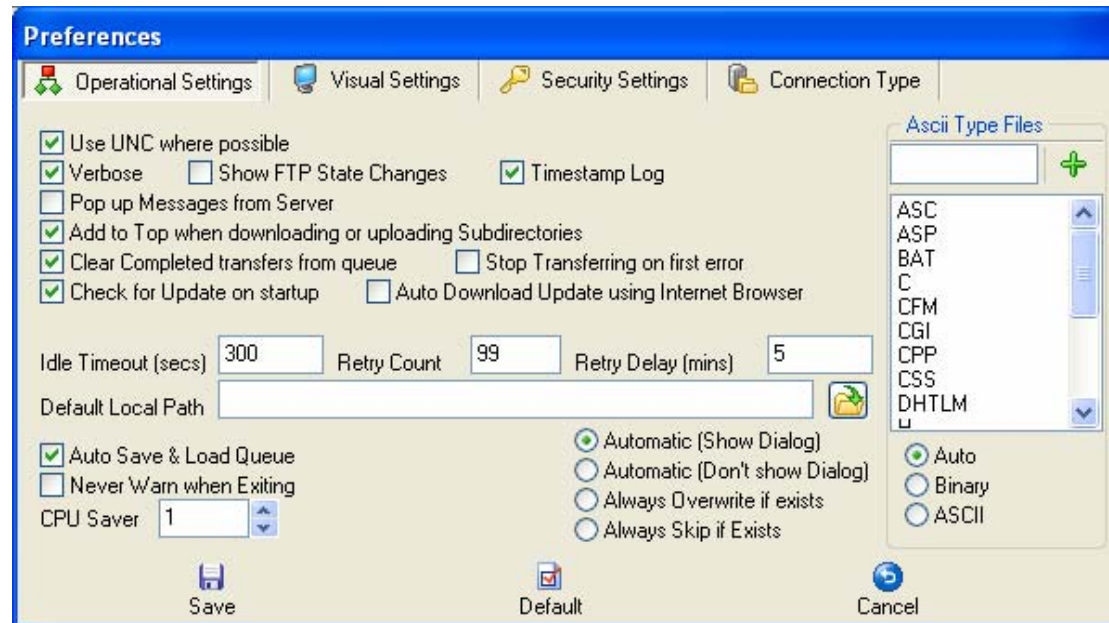 Preferences
Operational Settings Visual Settings Security Settings Connection Type
Use UNC where possible
Verbose Show FTP State Changes Timestamp Log
Pop up Messages from Server
Add to Top when downloading or uploading Subdirectories
Clear Completed transfers from queue Stop Transferring on first error
Check for Update on startup Auto Download Update using Internet Browser
Idle Timeout (secs) 300 Retry Count 99 Retry Delay (mins) 5
Default Local Path
Auto Save & Load Queue
Never Warn when Exiting
CPU Saver 1
Automatic (Show Dialog)
Automatic (Don't show Dialog)
Always Overwrite if exists
Always Skip if Exists
Ascii Type Files
ASC
ASP
BAT
C
CFM
CGI
CPP
CSS
DHTLM
Auto
Binary
ASCII
Save Default Cancel